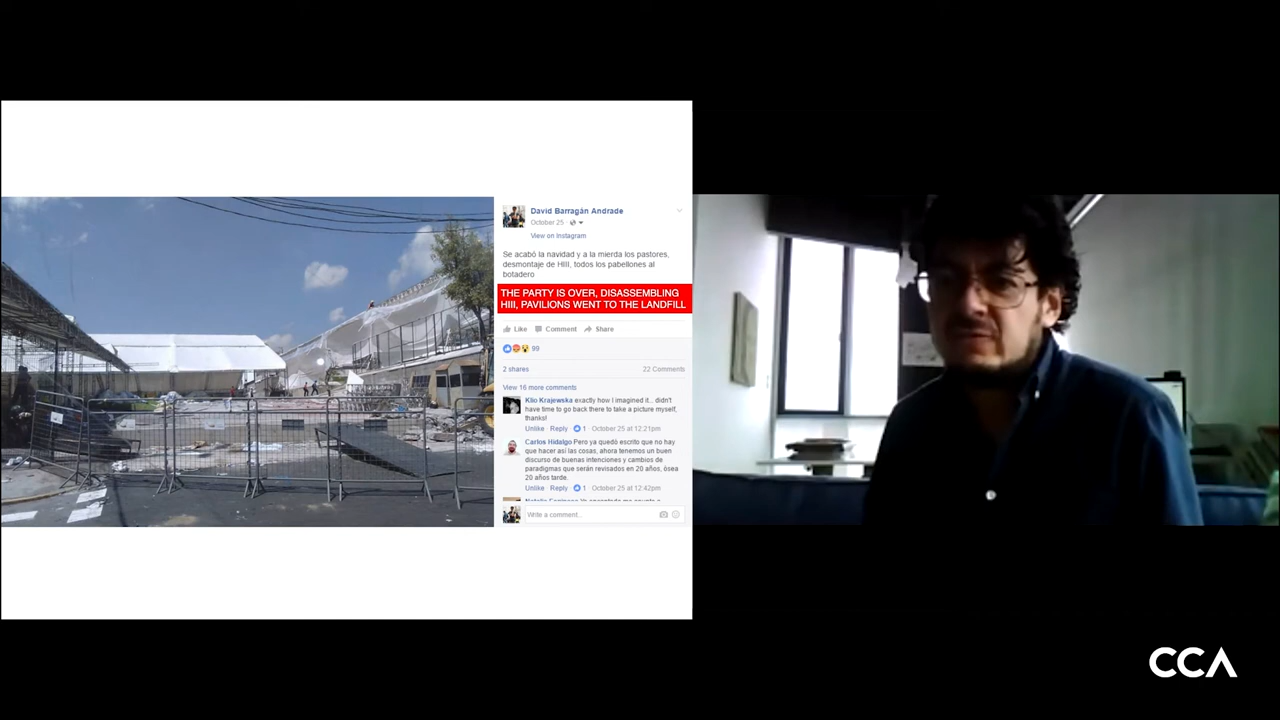 David Barragán Andrade
October 25
View on Instagram
Se acabó la navidad y a la mierda los pastores,
desmontaje de HIII, todos los pabellones al
botadero
THE PARTY IS OVER, DISASSEMBLING
HIII, PAVILIONS WENT TO THE LANDFILL
Like Comment Share
99
2 shares
22 Comments
View 16 more comments
Klio Krajewska exactly how I imagined it... didn't
have time to go back there to take a picture myself,
thanks!
Unlike · Reply · 1 · October 25 at 12:21pm
Carlos Hidalgo Pero ya quedó escrito que no hay
que hacer así las cosas, ahora tenemos un buen
discurso de buenas intenciones y cambios de
paradigmas que serán revisados en 20 años, ósea
20 años tarde.
Unlike · Reply · 1 · October 25 at 12:42pm
Write a comment...
CCA